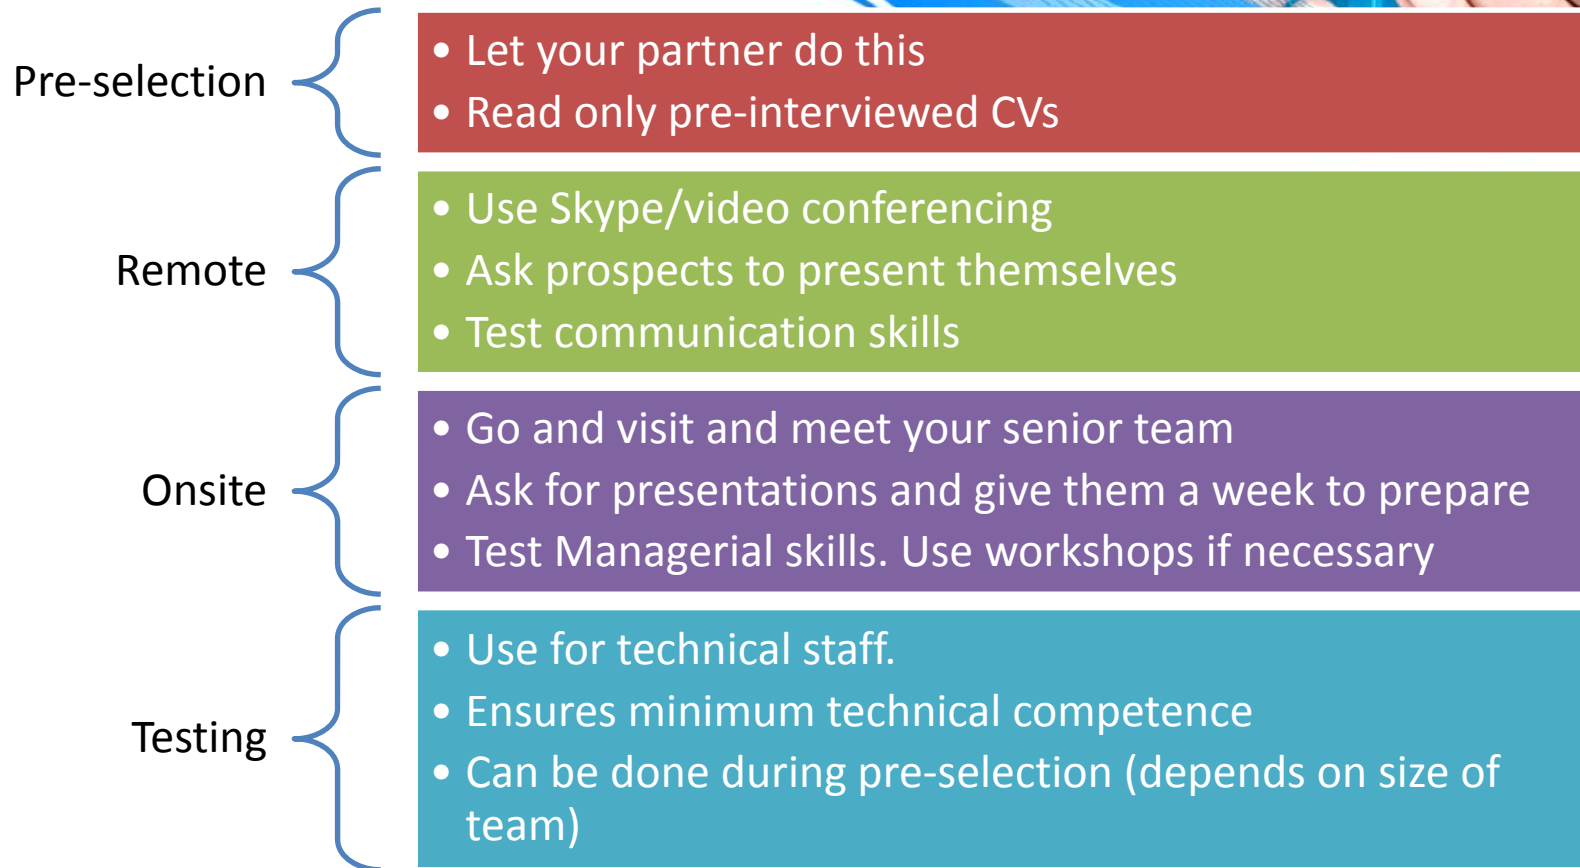 Pre-selection
• Let your partner do this
• Read only pre-interviewed CVs
Remote
• Use Skype/video conferencing
• Ask prospects to present themselves
• Test communication skills
Onsite
• Go and visit and meet your senior team
• Ask for presentations and give them a week to prepare
• Test Managerial skills. Use workshops if necessary
Testing
• Use for technical staff.
• Ensures minimum technical competence
• Can be done during pre-selection (depends on size of
team)